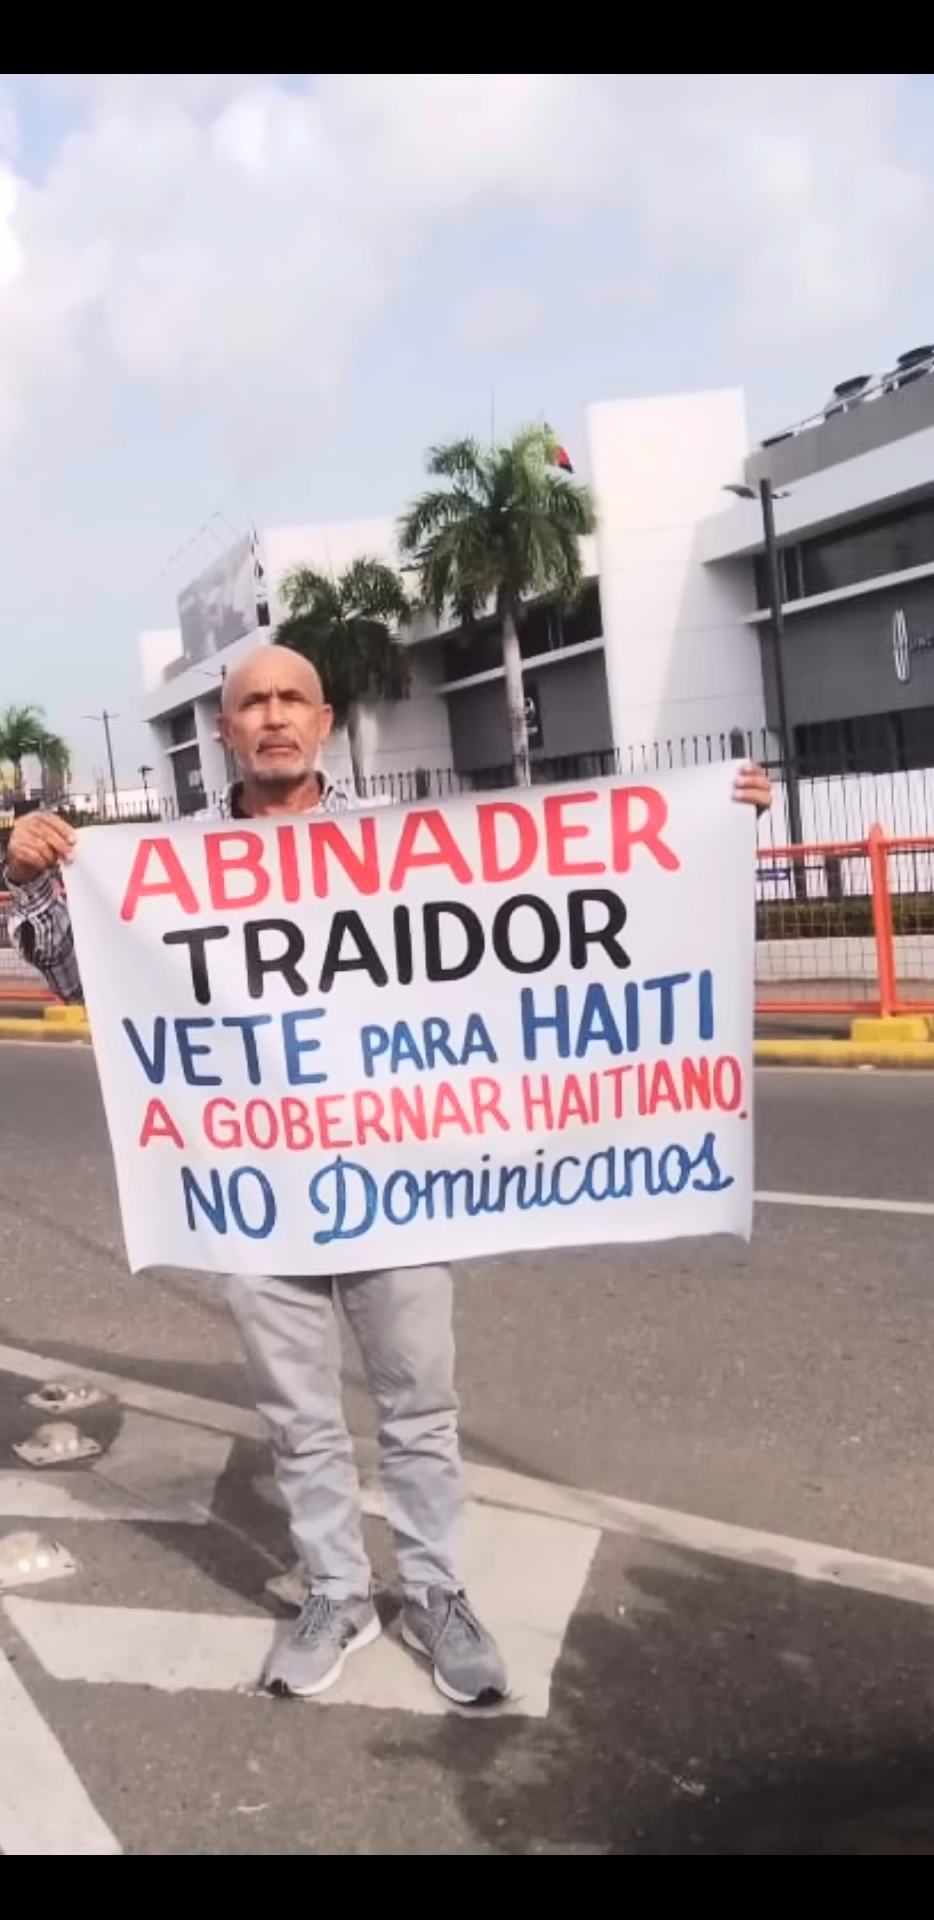 ABINADER
TRAIDOR
VETE PARA HAITI
A GOBERNAR HAITIANO.
NO Dominicanos